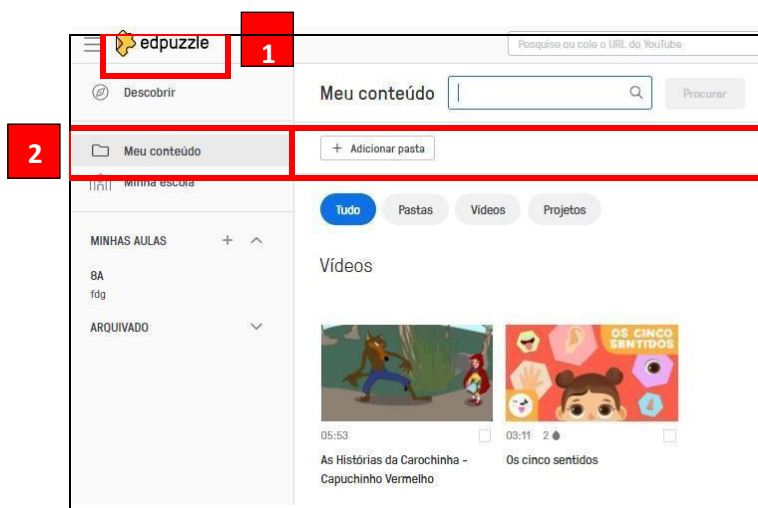 edpuzzle
1
Pesquise ou cole o URL do YouTube
Descobrir
Meu conteúdo
Procurar
2
Meu conteúdo
+ Adicionar pasta
Minha escola
Tudo
Pastas
Vídeos
Projetos
MINHAS AULAS +
Vídeos
8A
fdg
ARQUIVADO
OS CINCO
SENTIDOS
05:53
03:11 2
As Histórias da Carochinha -
Capuchinho Vermelho
Os cinco sentidos